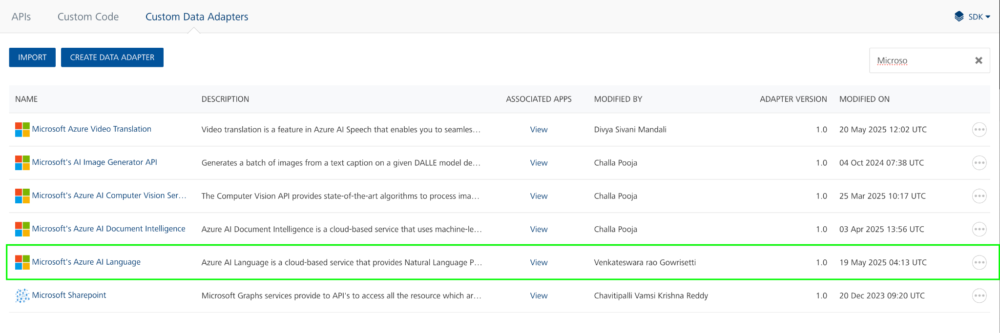 APIs Custom Code Custom Data Adapters SDK
IMPORT CREATE DATA ADAPTER Microso
NAME DESCRIPTION ASSOCIATED APPS MODIFIED BY ADAPTER VERSION MODIFIED ON
Microsoft Azure Video Translation Video translation is a feature in Azure AI Speech that enables you to seamles... View Divya Sivani Mandali 1.0 20 May 2025 12:02 UTC
Microsoft's AI Image Generator API Generates a batch of images from a text caption on a given DALLE model de... View Challa Pooja 1.0 04 Oct 2024 07:38 UTC
Microsoft's Azure AI Computer Vision Ser... The Computer Vision API provides state-of-the-art algorithms to process ima... View Challa Pooja 1.0 25 Mar 2025 10:17 UTC
Microsoft's Azure AI Document Intelligence Azure AI Document Intelligence is a cloud-based service that uses machine-le... View Challa Pooja 1.0 03 Apr 2025 13:56 UTC
Microsoft's Azure AI Language Azure AI Language is a cloud-based service that provides Natural Language P... View Venkateswara rao Gowrisetti 1.0 19 May 2025 04:13 UTC
Microsoft Sharepoint Microsoft Graphs services provide to API's to access all the resource which ar... View Chavitipalli Vamsi Krishna Reddy 1.0 20 Dec 2023 09:20 UTC